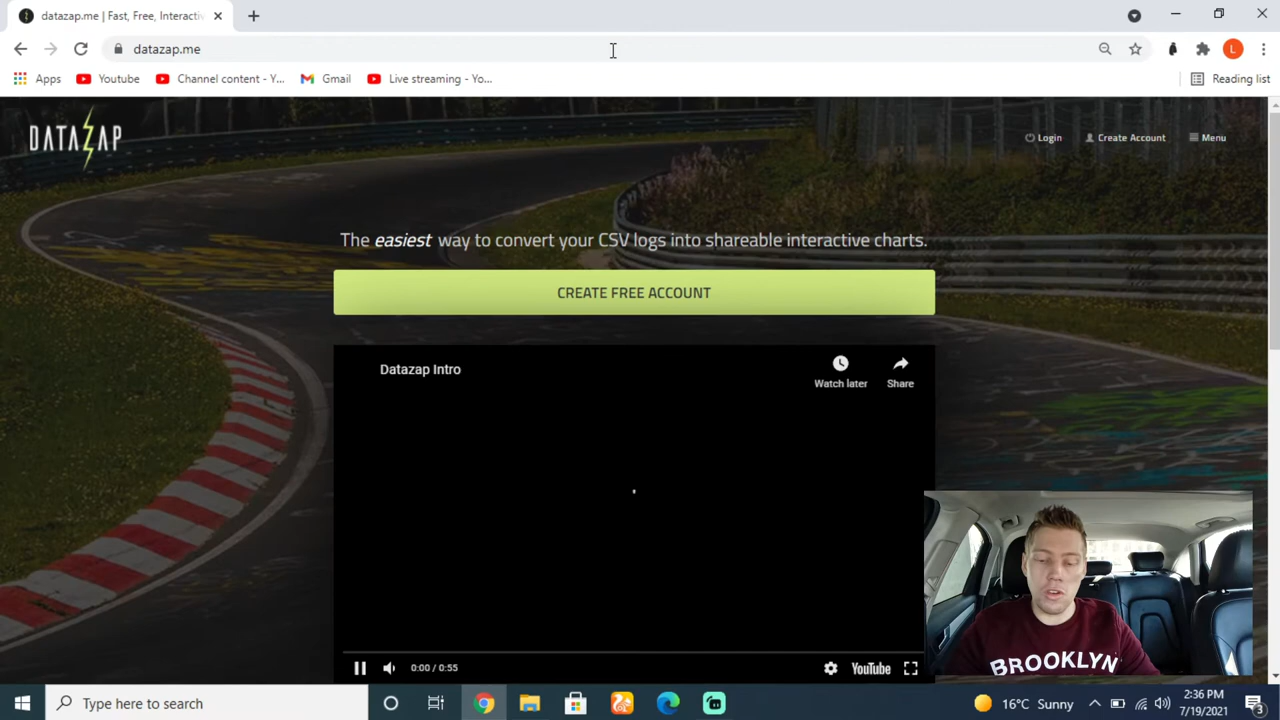 datazap.me | Fast, Free, Interactiv
datazap.me
L
Apps
Youtube
Channel content - Y...
Gmail
Live streaming - Yo...
Reading list
DATAZAP
Login
Create Account
Menu
The easiest way to convert your CSV logs into shareable interactive charts.
CREATE FREE ACCOUNT
Datazap Intro
Watch later
Share
BROOKLYN
0:00 / 0:55
YouTube
Type here to search
16°C Sunny
2:36 PM
7/19/2021
3